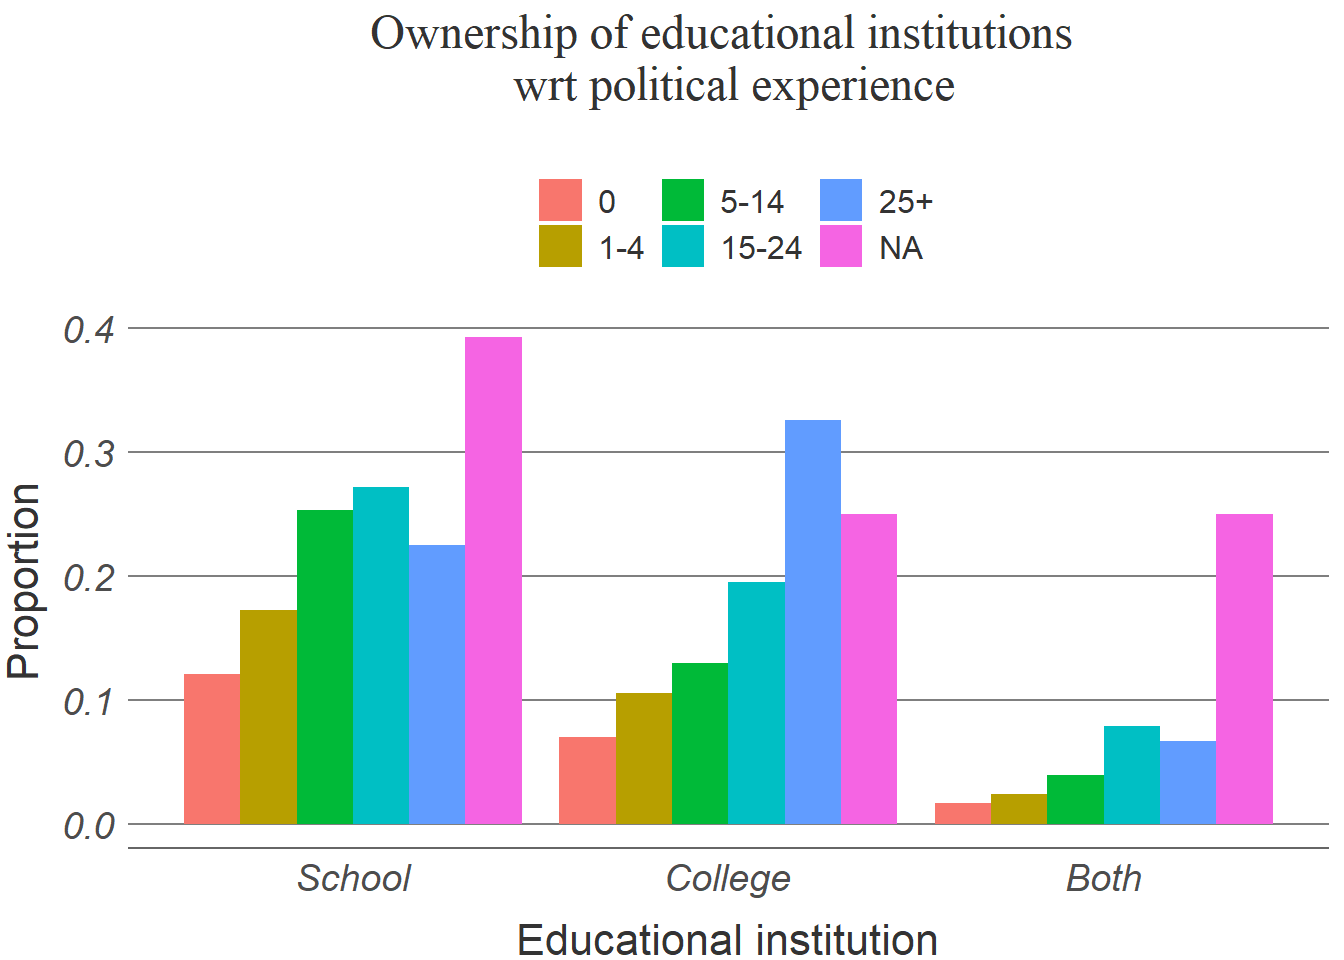 Ownership of educational institutions
wrt political experience
0 5-14 25+
1-4 15-24 NA
0.4
0.3
0.2
0.1
0.0
Proportion
School College Both
Educational institution